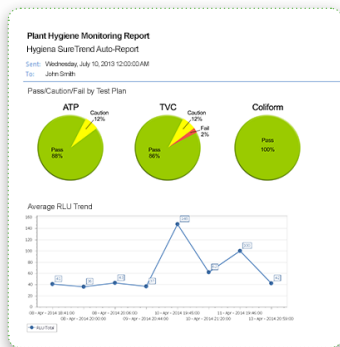 Plant Hygiene Monitoring Report
Hygiena SureTrend Auto-Report
Sent: Wednesday, July 10, 2013 12:00:00 AM
To: John Smith
Pass/Caution/Fail by Test Plan
ATP TVC Coliform
Caution 12%
Pass 88%
Caution 12%
Fail 2%
Pass 86%
Pass 100%
Average RLU Trend
160
140
120
100
80
60
40
20
0
RLU Total